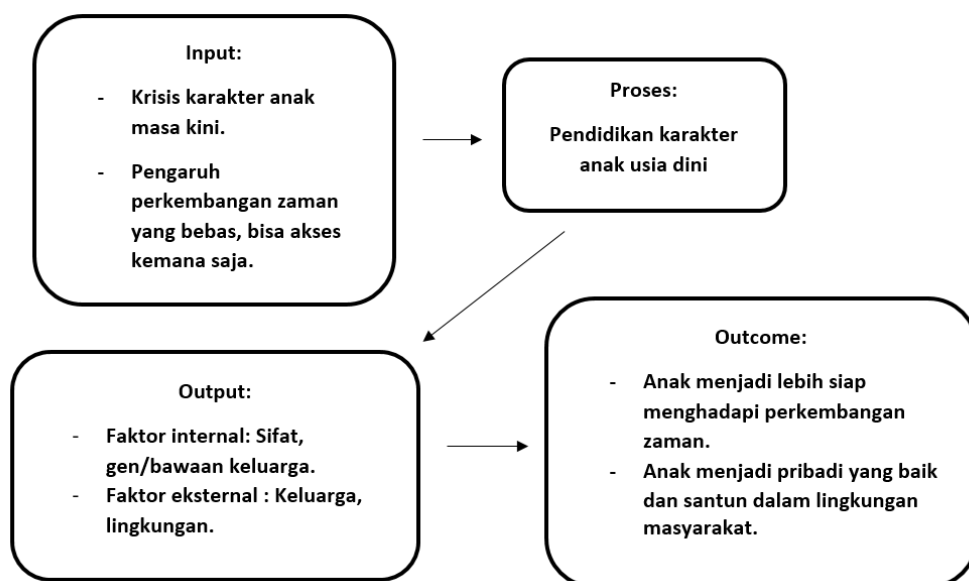 Input:
- Krisis karakter anak
masa kini.
- Pengaruh
perkembangan zaman
yang bebas, bisa akses
kemana saja.
Proses:
Pendidikan karakter
anak usia dini
Output:
- Faktor internal: Sifat,
gen/bawaan keluarga.
- Faktor eksternal : Keluarga,
lingkungan.
Outcome:
- Anak menjadi lebih siap
menghadapi perkembangan
zaman.
- Anak menjadi pribadi yang baik
dan santun dalam lingkungan
masyarakat.